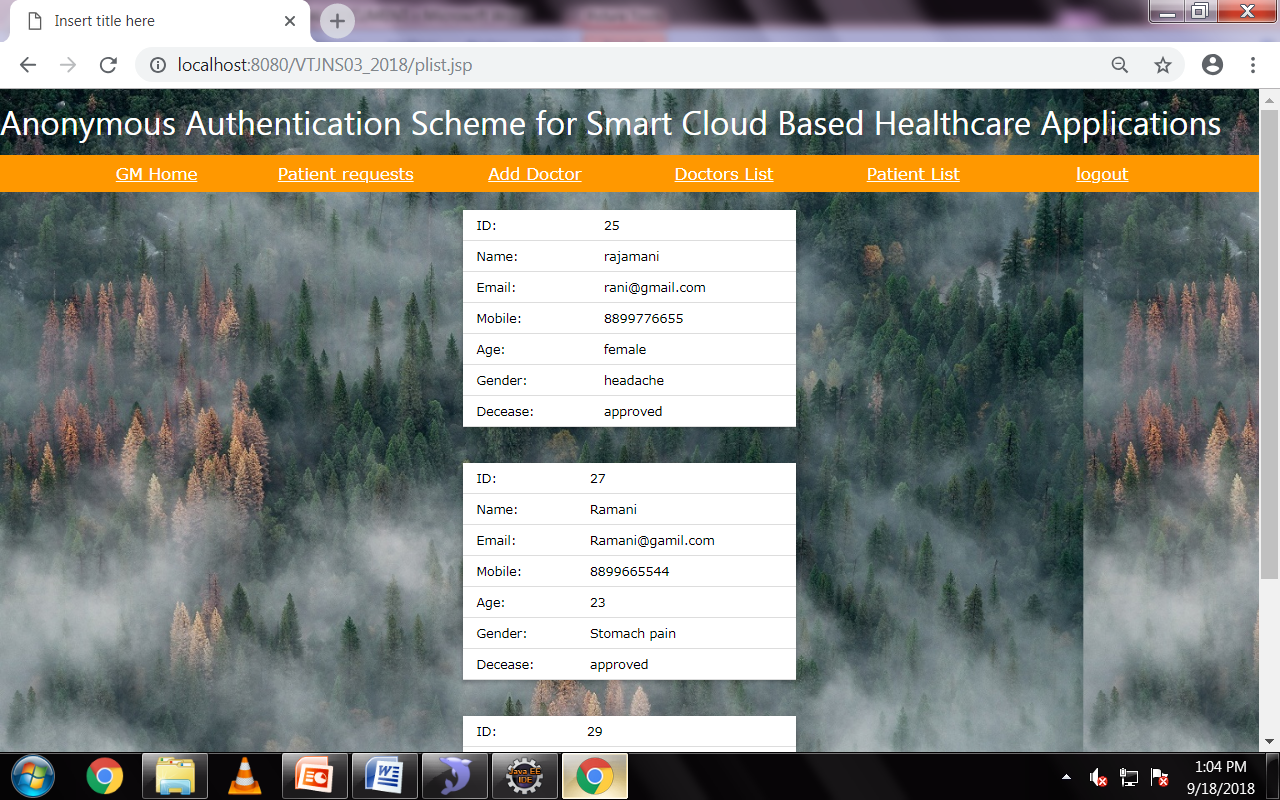 Insert title here
localhost:8080/VTJNS03_2018/plist.jsp
Anonymous Authentication Scheme for Smart Cloud Based Healthcare Applications
GM Home Patient requests Add Doctor Doctors List Patient List logout
ID: 25
Name: rajamani
Email: rani@gmail.com
Mobile: 8899776655
Age: female
Gender: headache
Decease: approved
ID: 27
Name: Ramani
Email: Ramani@gamil.com
Mobile: 8899665544
Age: 23
Gender: Stomach pain
Decease: approved
ID: 29
Java EE
IDE
1:04 PM
9/18/2018